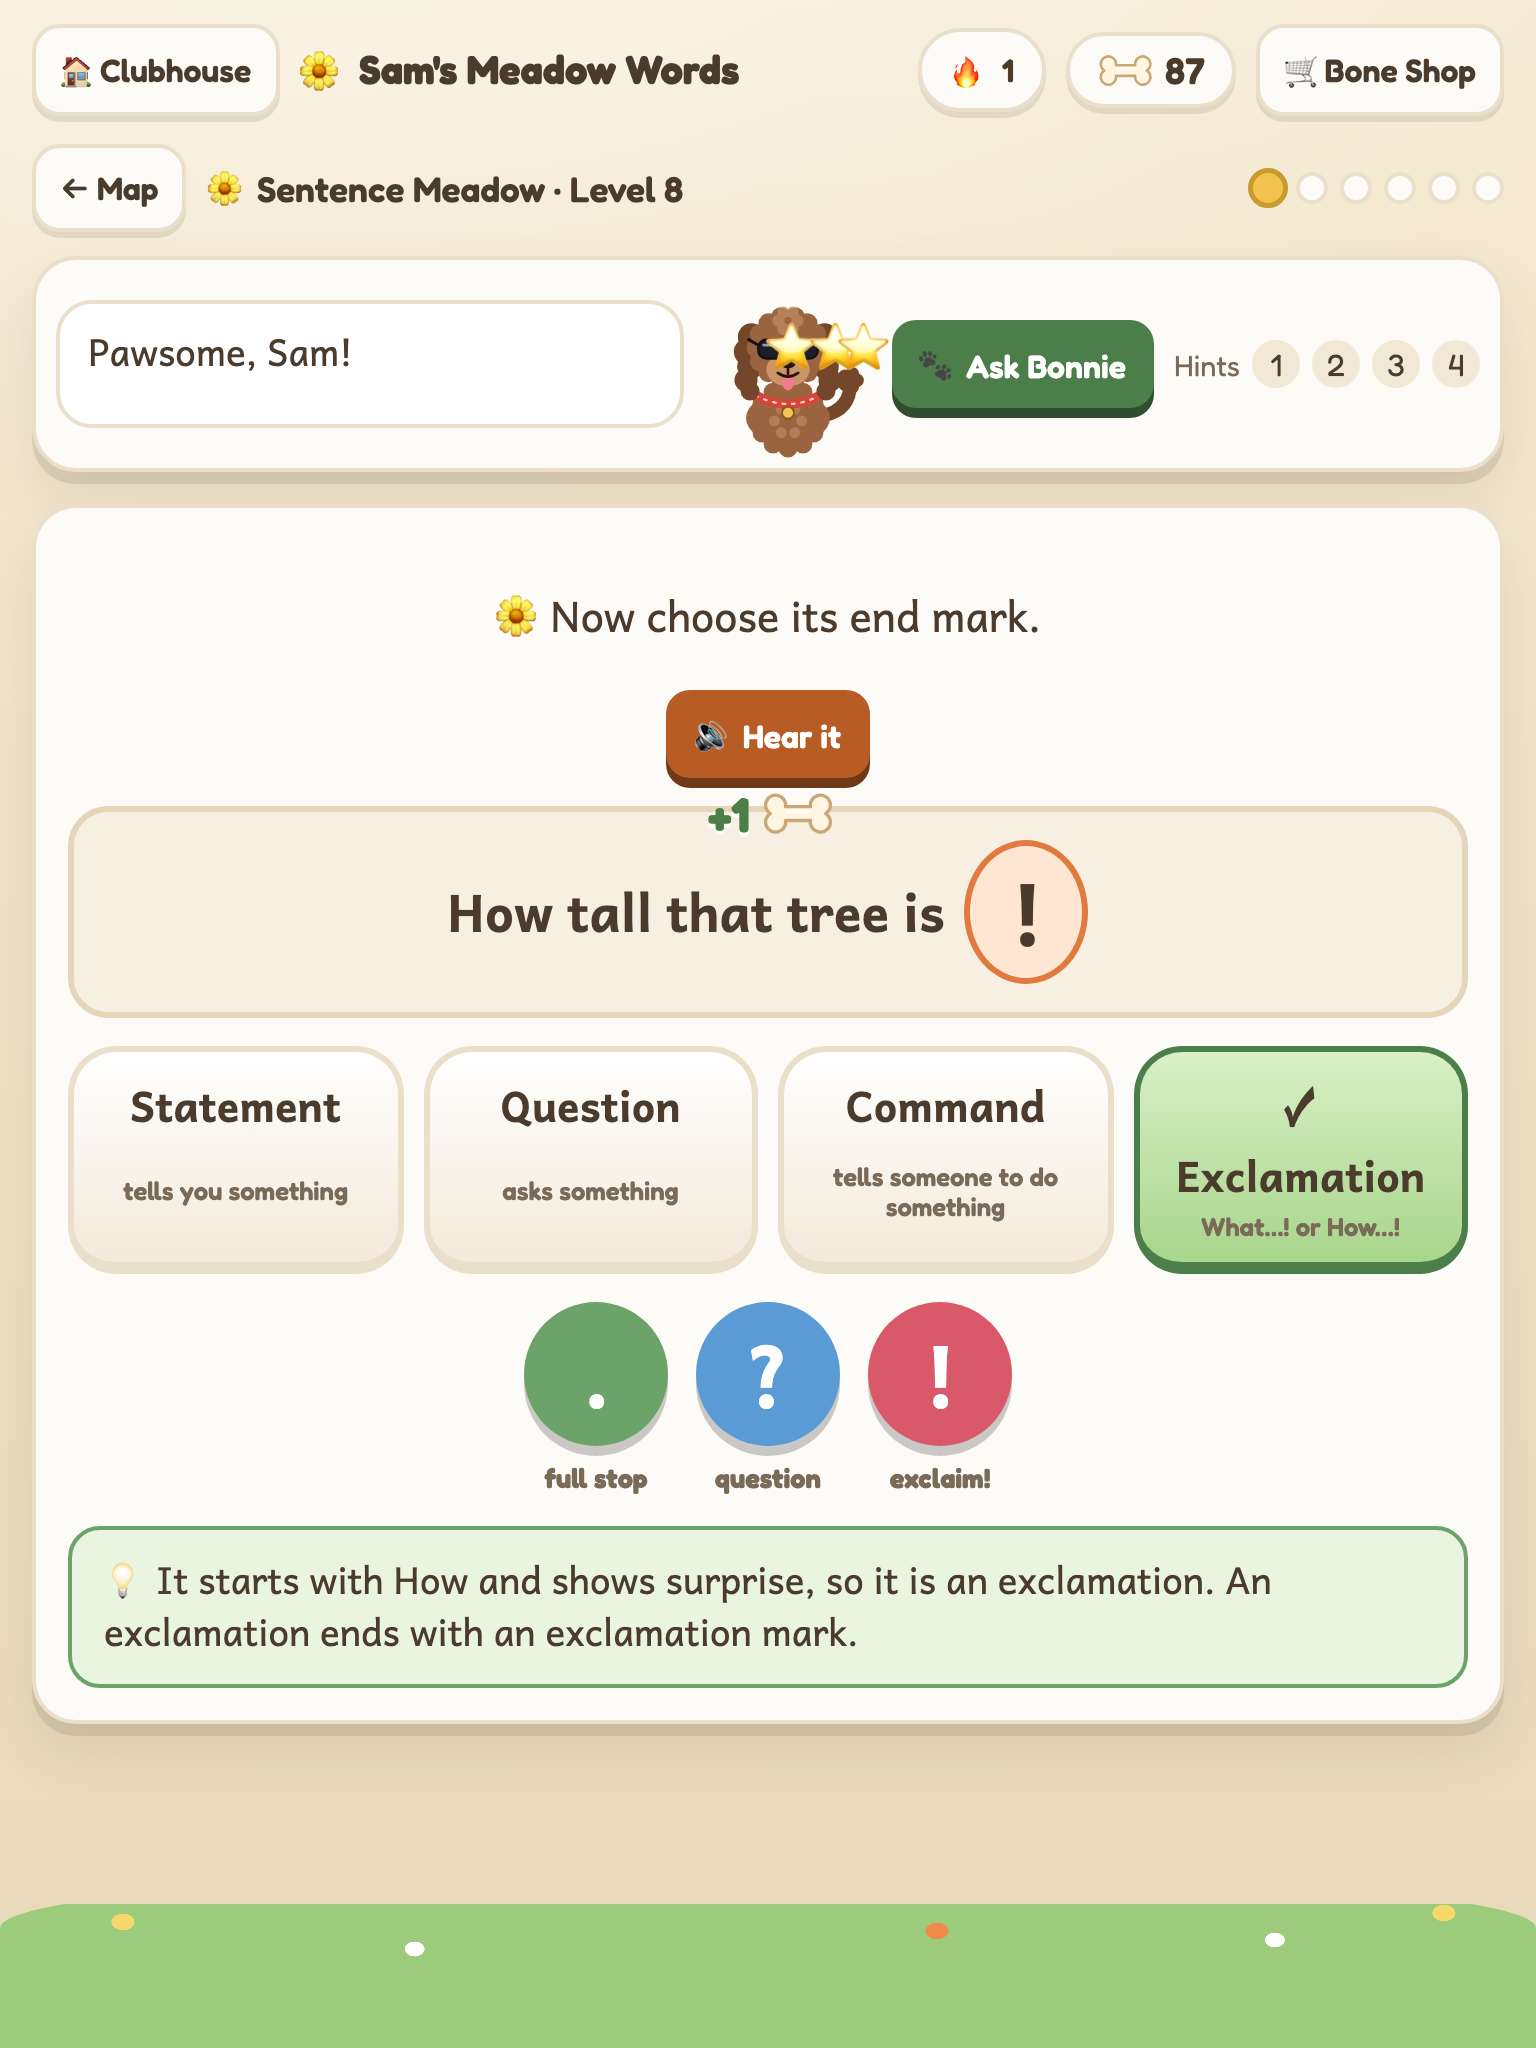 Clubhouse
Sam's Meadow Words
1
87
Bone Shop
← Map
Sentence Meadow · Level 8
Pawsome, Sam!
Ask Bonnie
Hints 1 2 3 4
Now choose its end mark.
Hear it
+1
How tall that tree is !
Statement
tells you something
Question
asks something
Command
tells someone to do
something
✓
Exclamation
What...! or How...!
. ? !
full stop question exclaim!
It starts with How and shows surprise, so it is an exclamation. An
exclamation ends with an exclamation mark.